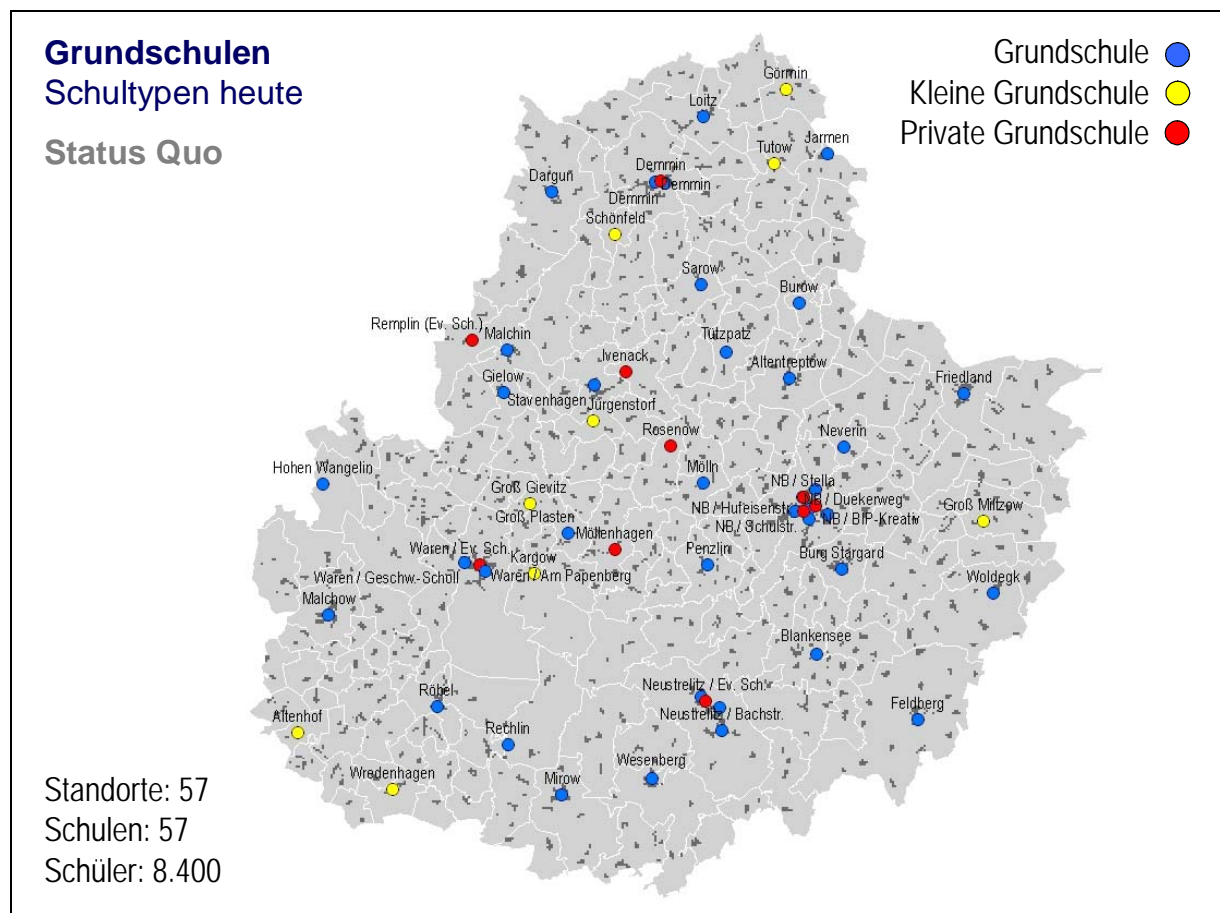 Grundschulen
Schultypen heute
Status Quo
Grundschule
Kleine Grundschule
Private Grundschule
Görmin
Loitz
Jarmen
Tutow
Demmin
Demmin
Demmin
Dargun
Schönfeld
Sarow
Burow
Remplin (Ev. Sch.)
Malchin
Tützpatz
Ivenack
Altentreptow
Gielow
Stavenhagen
Jürgenstorf
Friedland
Rosenow
Neverin
Hohen Wangelin
Mölln
NB / Stella
Groß Gievitz
NB / Duekerweg
NB / Hufeisenstr.
Groß Miltzow
Groß Plasten
NB / Schulstr.
NB / BIP-Kreativ
Möllenhagen
Waren / Ev. Sch.
Kargow
Penzlin
Burg Stargard
Waren / Geschw.-Scholl
Waren / Am Papenberg
Woldegk
Malchow
Blankensee
Röbel
Neustrelitz / Ev. Sch.
Feldberg
Altenhof
Neustrelitz / Bachstr.
Rechlin
Wesenberg
Wredenhagen
Mirow
Standorte: 57
Schulen: 57
Schüler: 8.400